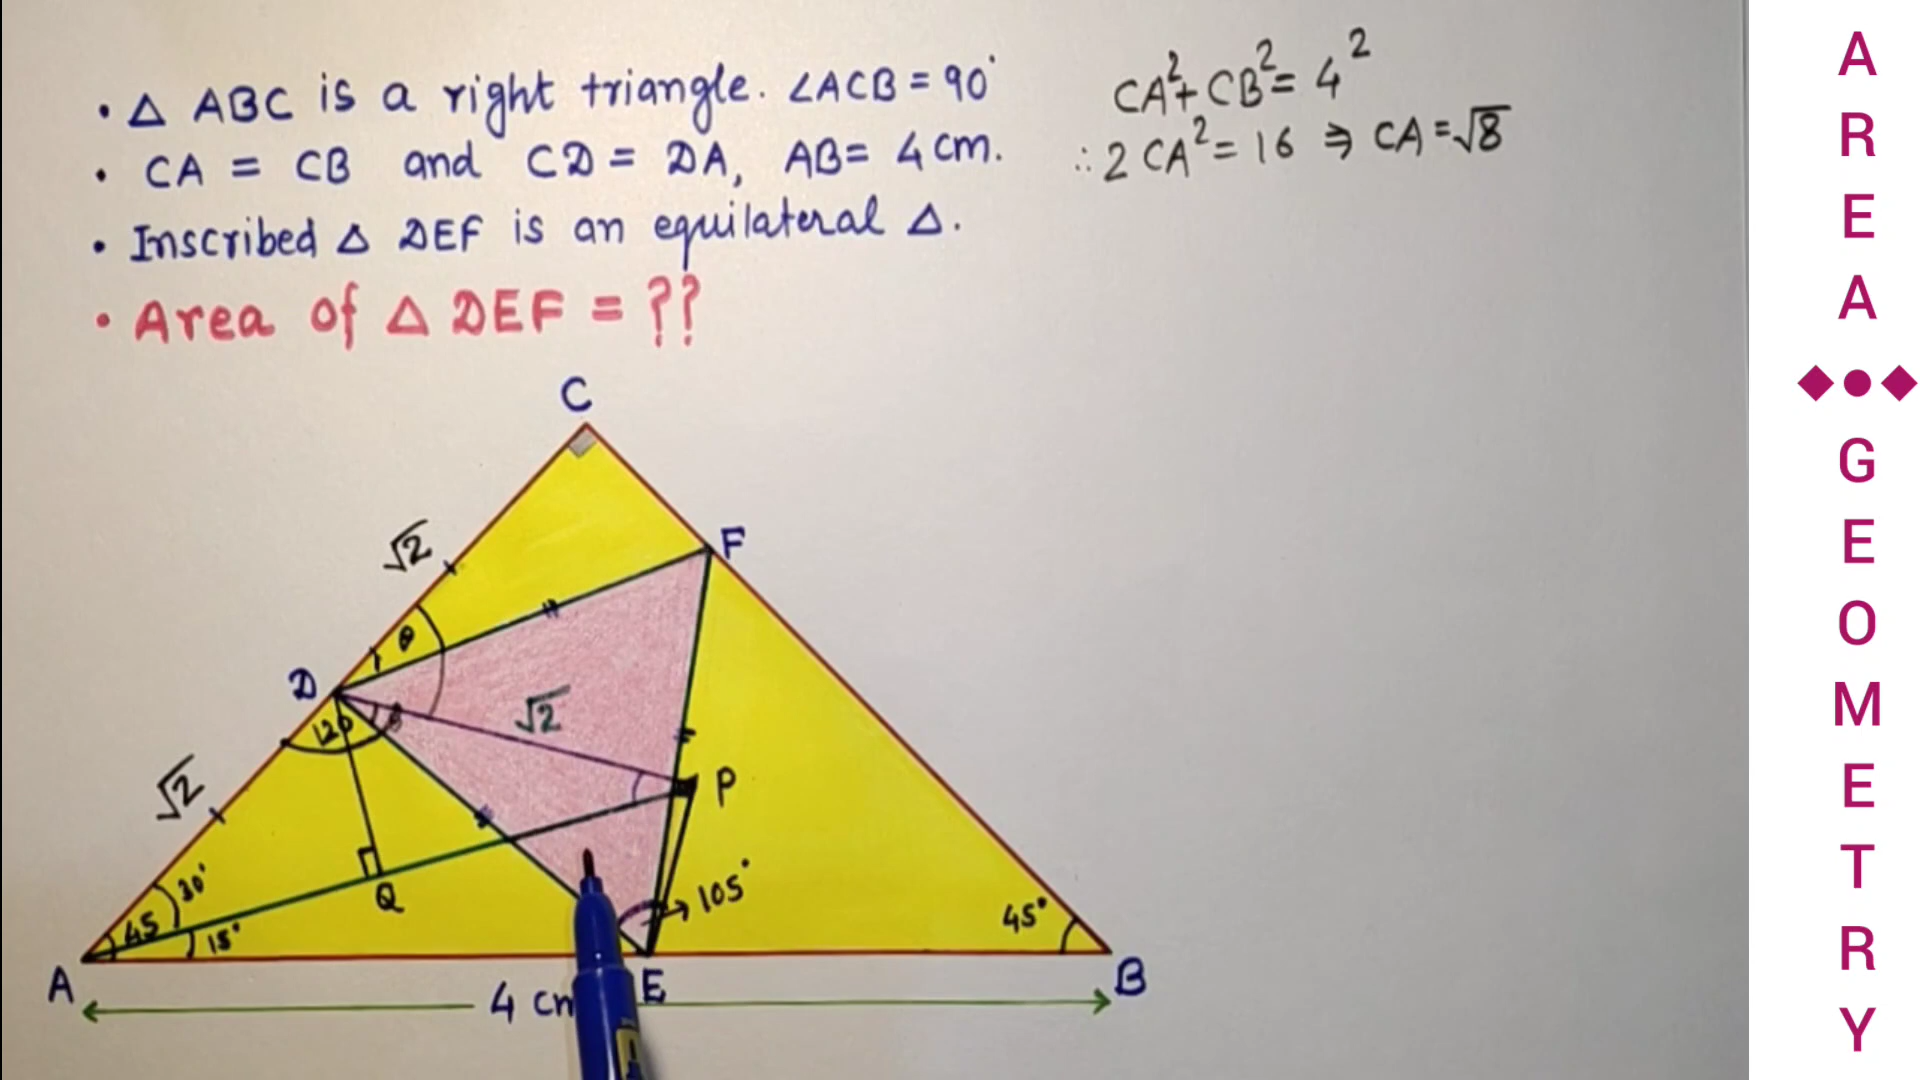 • △ ABC is a right triangle. ∠ACB = 90°
• CA = CB and CD = DA, AB = 4 cm.
• Inscribed △ DEF is an equilateral △.
• Area of △ DEF = ??
CA²+ CB² = 4²
∴ 2 CA² = 16 ⇒ CA = √8
C
√2
F
θ
D
√2
120
P
√2
30°
Q
105°
45
15°
45°
A
E
B
4 cm
AREA
GEOMETRY